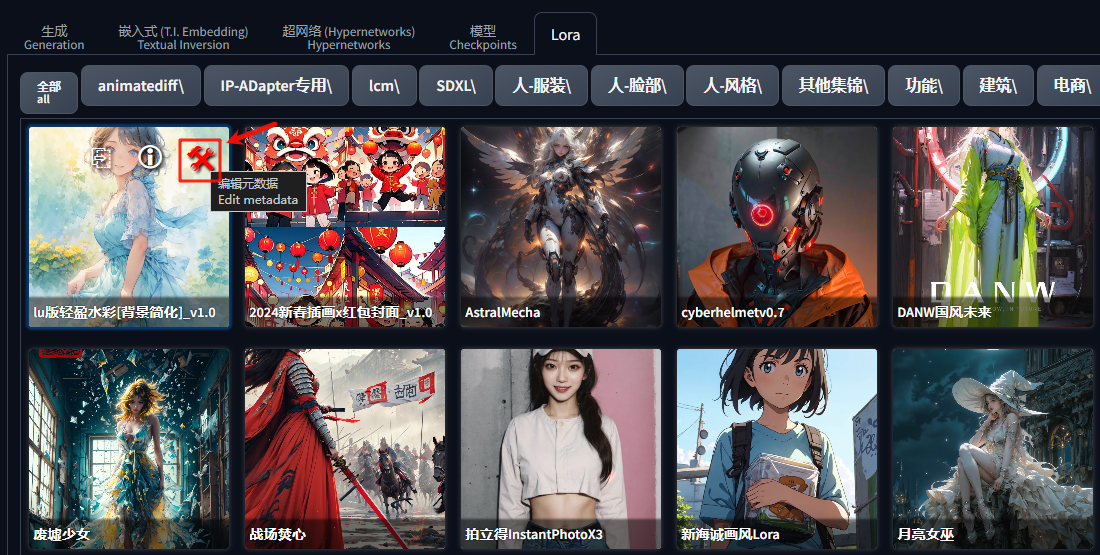 生成
Generation
嵌入式 (T.I. Embedding)
Textual Inversion
超网络 (Hypernetworks)
Hypernetworks
模型
Checkpoints
Lora
全部
all
animatediff\
IP-ADapter专用\
lcm\
SDXL\
人-服装\
人-脸部\
人-风格\
其他集锦\
功能\
建筑\
电商\
编辑元数据
Edit metadata
DANW
lu版轻盈水彩[背景简化]_v1.0
2024新春插画x红包封面_v1.0
AstralMecha
cyberhelmetv0.7
DANW国风未来
废墟少女
战场焚心
拍立得InstantPhotoX3
新海诚画风Lora
月亮女巫